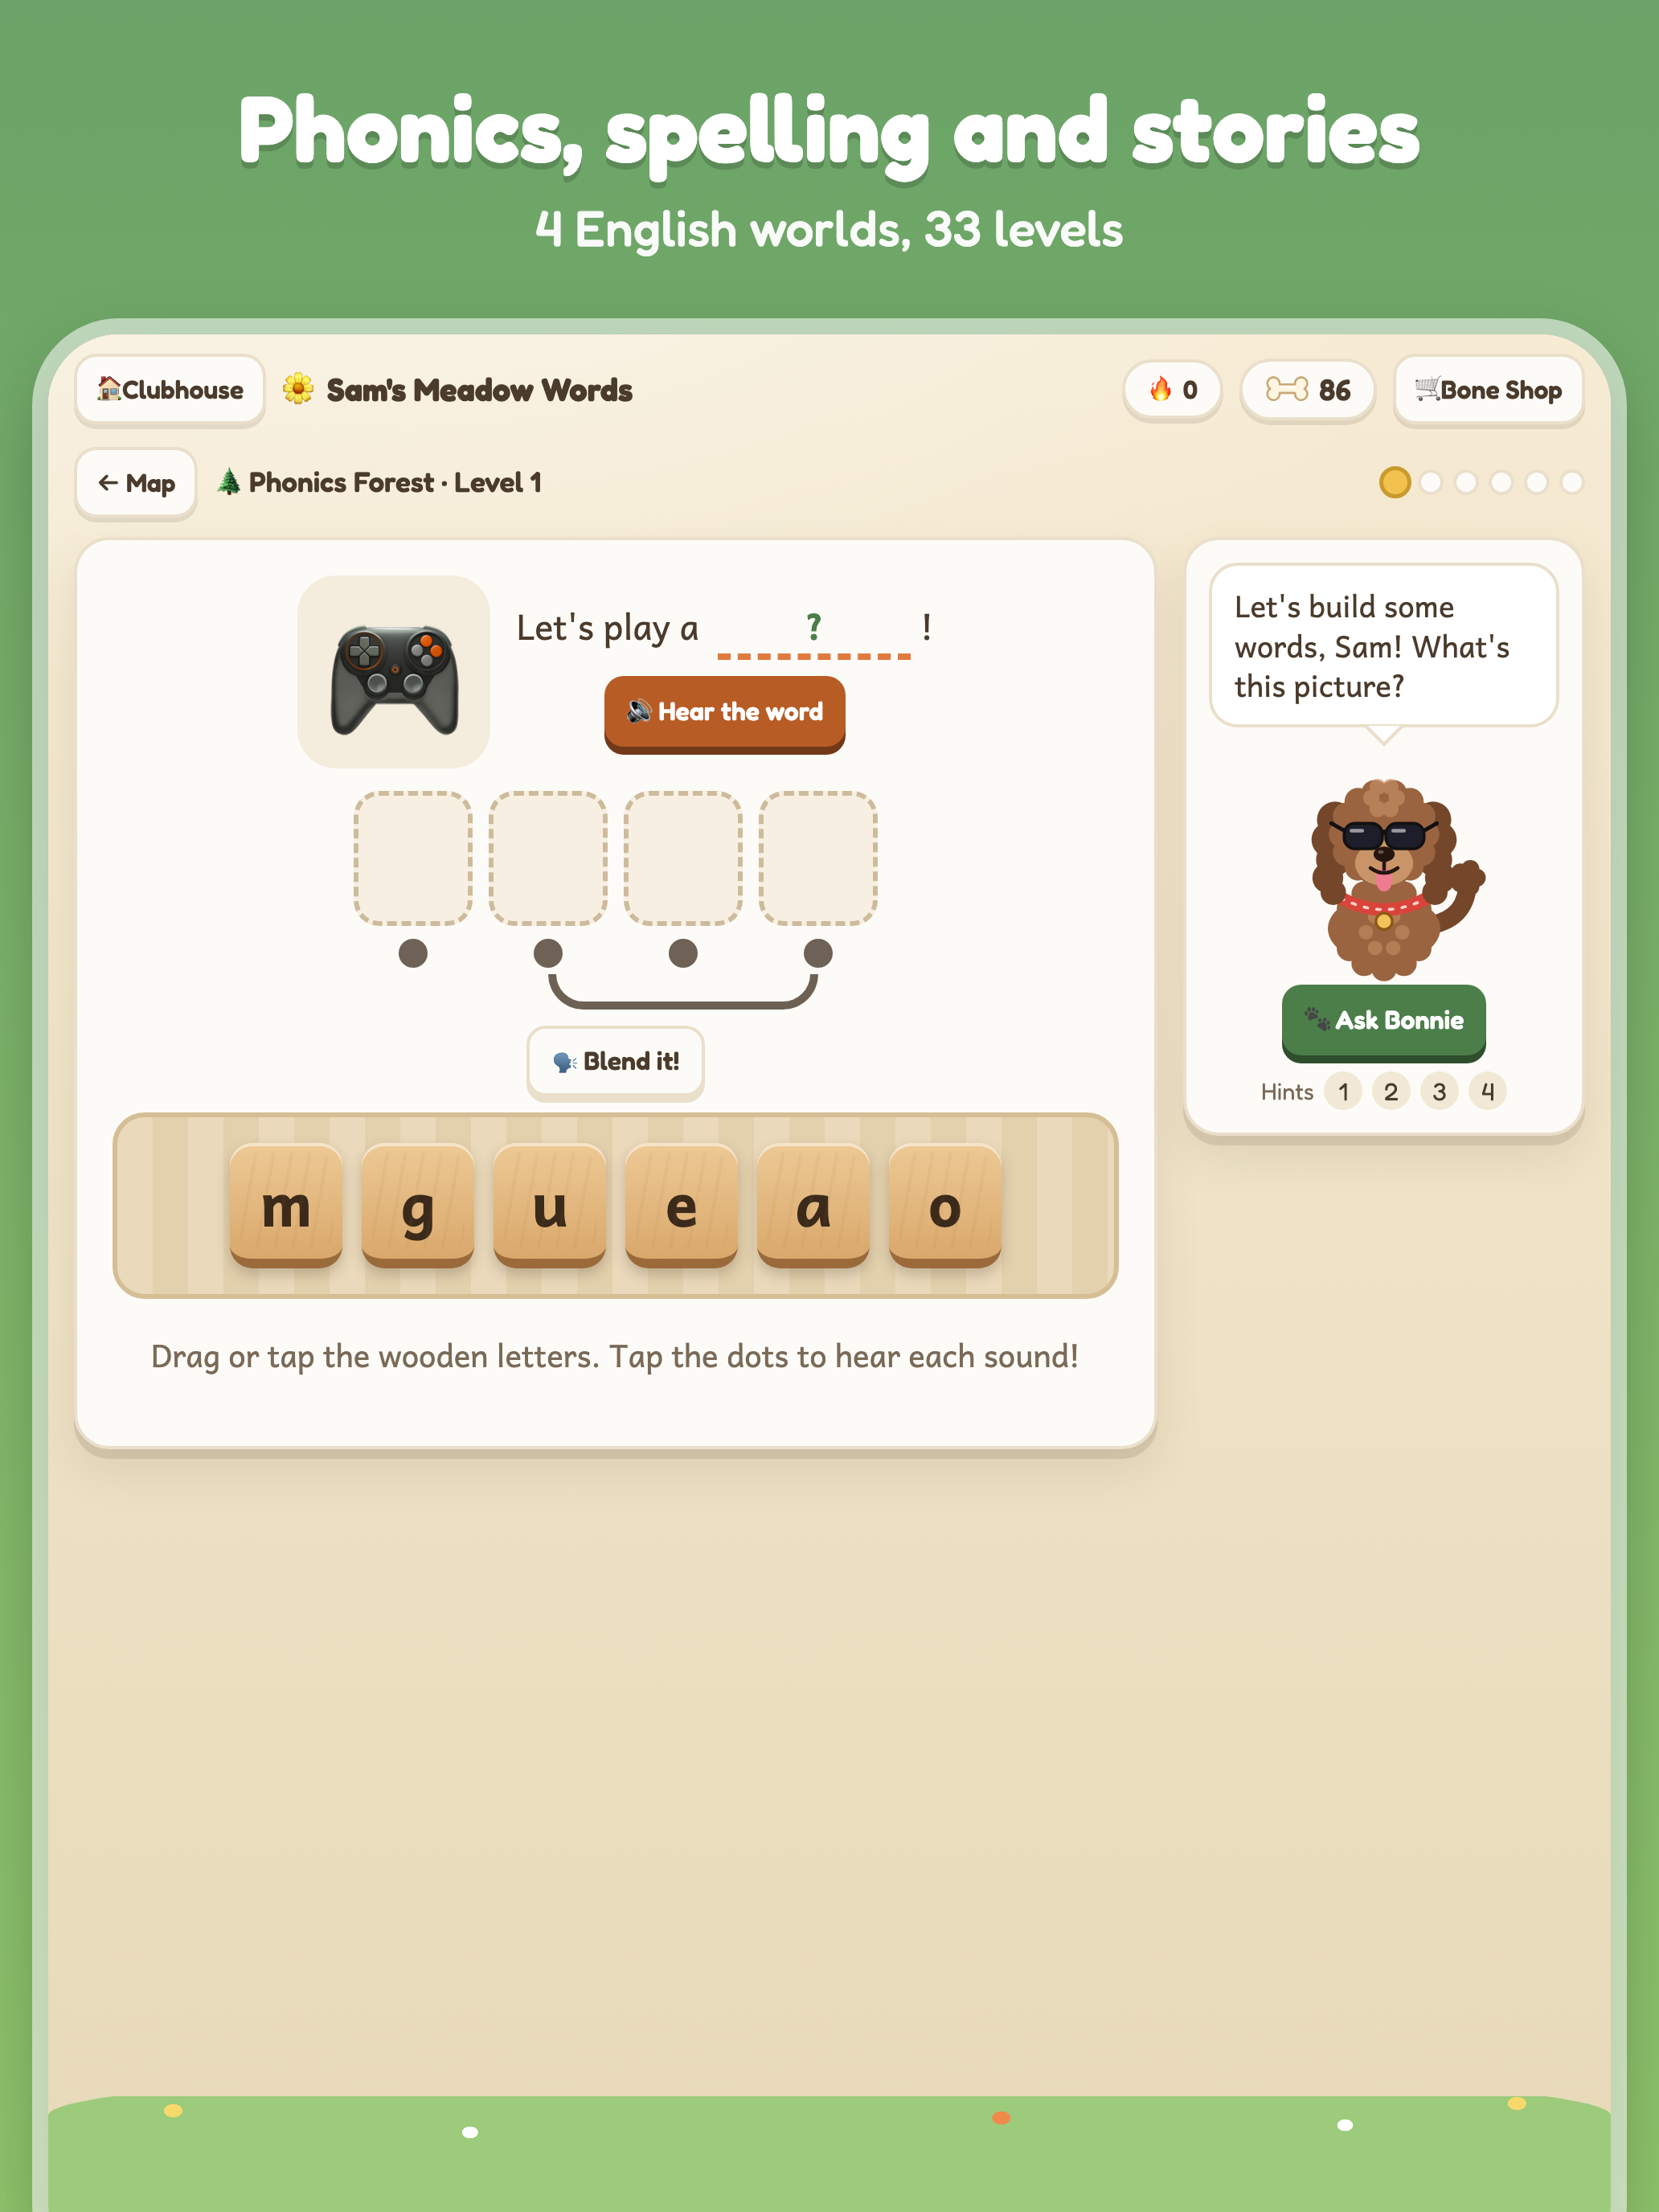 Phonics, spelling and stories
4 English worlds, 33 levels
Clubhouse
Sam's Meadow Words
0
86
Bone Shop
← Map
Phonics Forest · Level 1
Let's play a ? !
Hear the word
Blend it!
m g u e a o
Drag or tap the wooden letters. Tap the dots to hear each sound!
Let's build some
words, Sam! What's
this picture?
Ask Bonnie
Hints 1 2 3 4